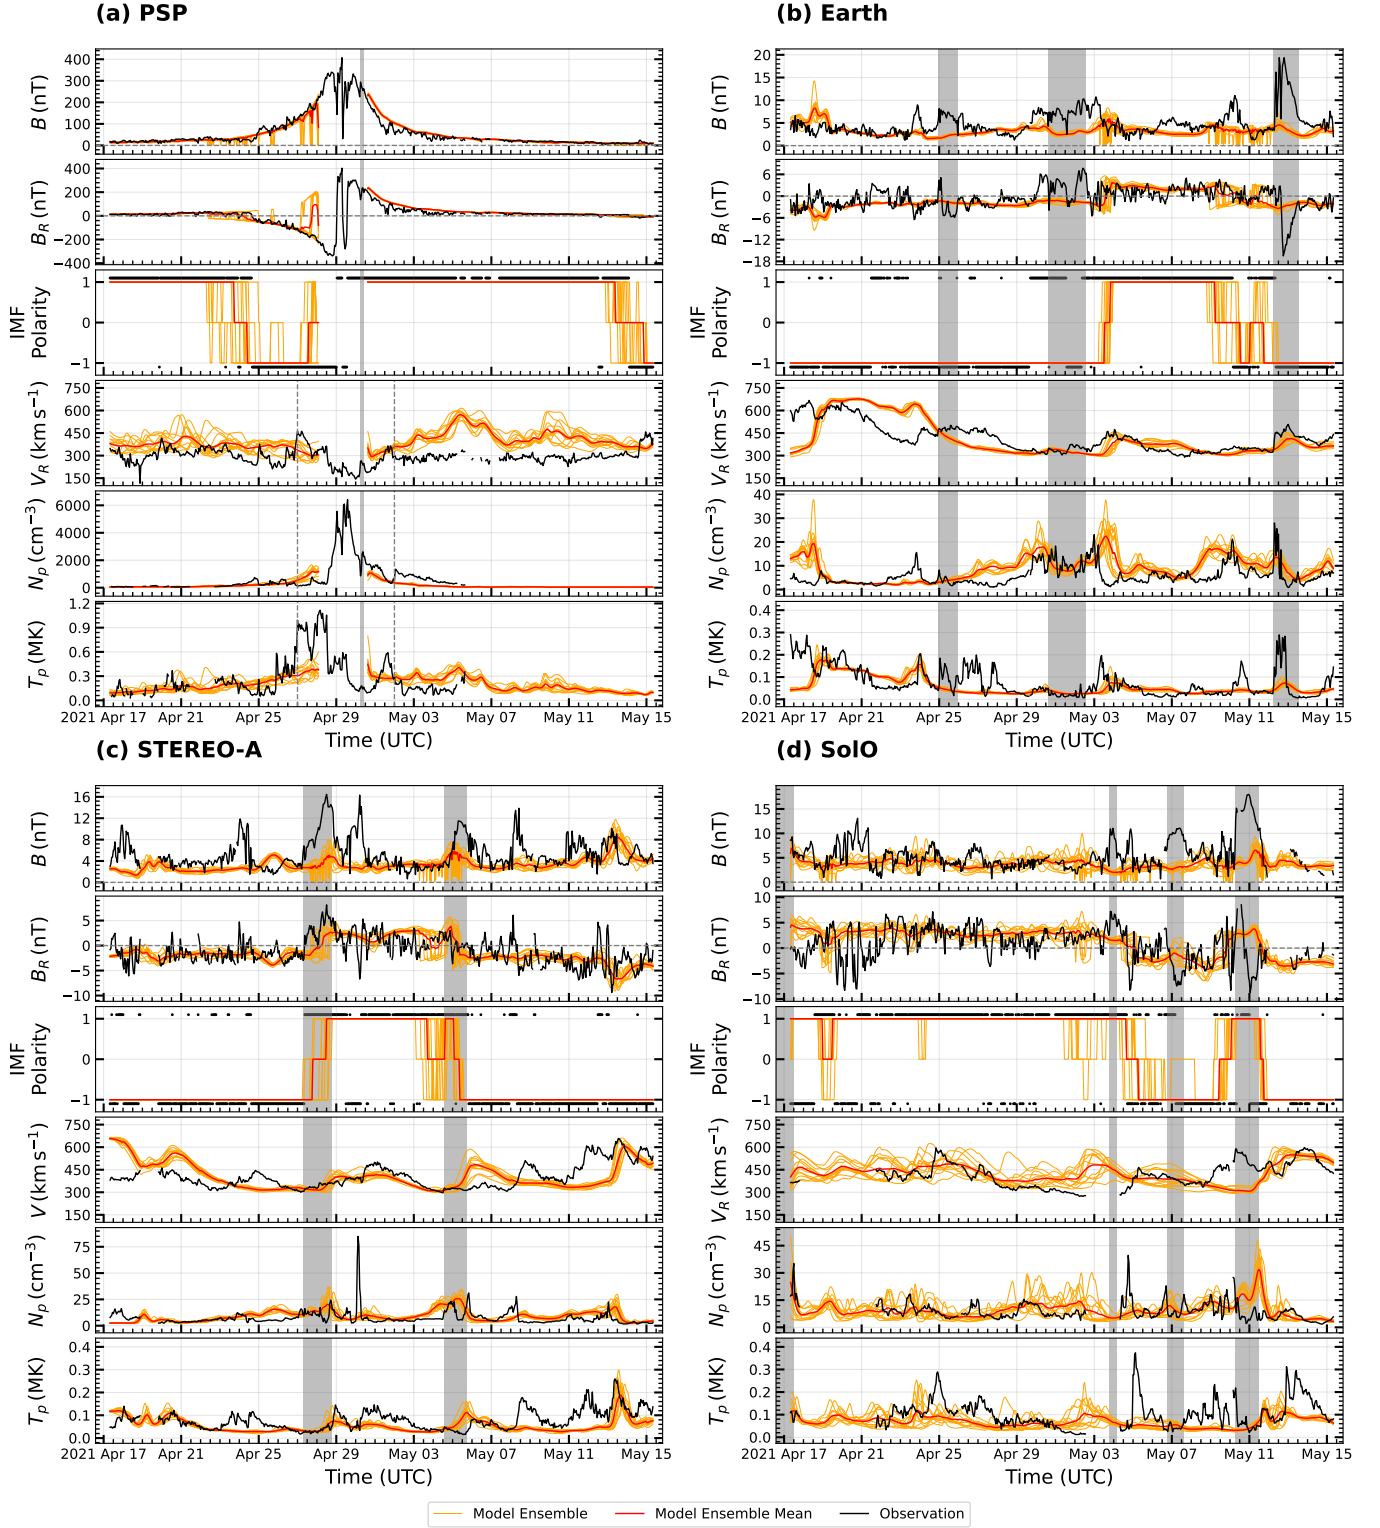 (a) PSP
400
300
200
100
0
B (nT)
400
200
0
−200
−400
B_R (nT)
1
0
−1
IMF
Polarity
750
600
450
300
150
V_R (km s⁻¹)
6000
4000
2000
0
N_p (cm⁻³)
1.2
0.9
0.6
0.3
0.0
T_p (MK)
2021 Apr 17 Apr 21 Apr 25 Apr 29 May 03 May 07 May 11 May 15
Time (UTC)
(b) Earth
20
15
10
5
0
B (nT)
6
0
−6
−12
−18
B_R (nT)
1
0
−1
IMF
Polarity
750
600
450
300
150
V_R (km s⁻¹)
40
30
20
10
0
N_p (cm⁻³)
0.4
0.3
0.2
0.1
0.0
T_p (MK)
2021 Apr 17 Apr 21 Apr 25 Apr 29 May 03 May 07 May 11 May 15
Time (UTC)
(c) STEREO-A
16
12
8
4
0
B (nT)
5
0
−5
−10
B_R (nT)
1
0
−1
IMF
Polarity
750
600
450
300
150
V (km s⁻¹)
75
50
25
0
N_p (cm⁻³)
0.4
0.3
0.2
0.1
0.0
T_p (MK)
2021 Apr 17 Apr 21 Apr 25 Apr 29 May 03 May 07 May 11 May 15
Time (UTC)
(d) SolO
15
10
5
0
B (nT)
10
5
0
−5
−10
B_R (nT)
1
0
−1
IMF
Polarity
750
600
450
300
150
V_R (km s⁻¹)
45
30
15
0
N_p (cm⁻³)
0.4
0.3
0.2
0.1
0.0
T_p (MK)
2021 Apr 17 Apr 21 Apr 25 Apr 29 May 03 May 07 May 11 May 15
Time (UTC)
Model Ensemble Model Ensemble Mean Observation